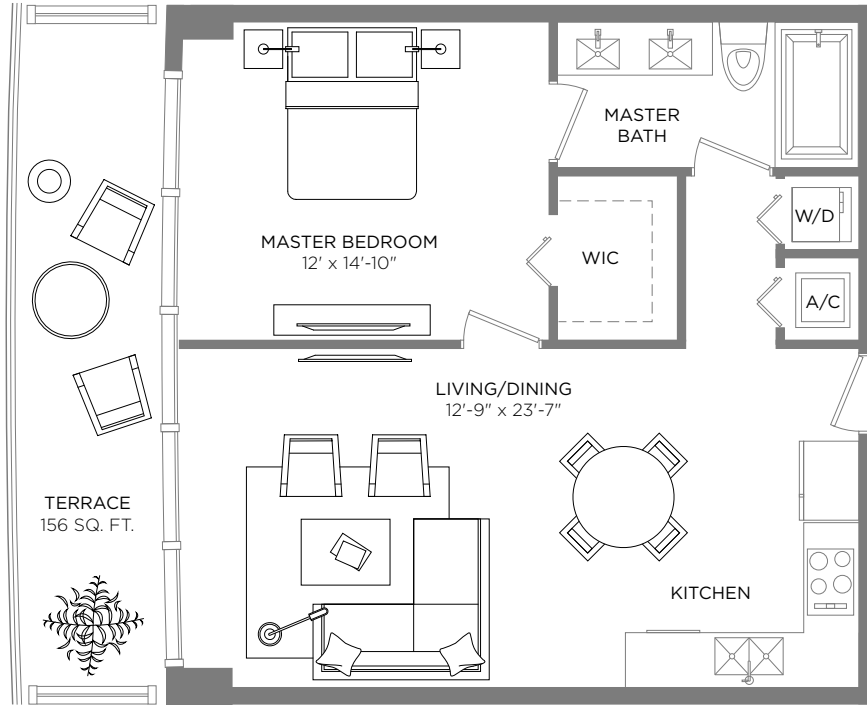 MASTER
BATH
W/D
MASTER BEDROOM
12' x 14'-10"
WIC
A/C
LIVING/DINING
12'-9" x 23'-7"
TERRACE
156 SQ. FT.
KITCHEN